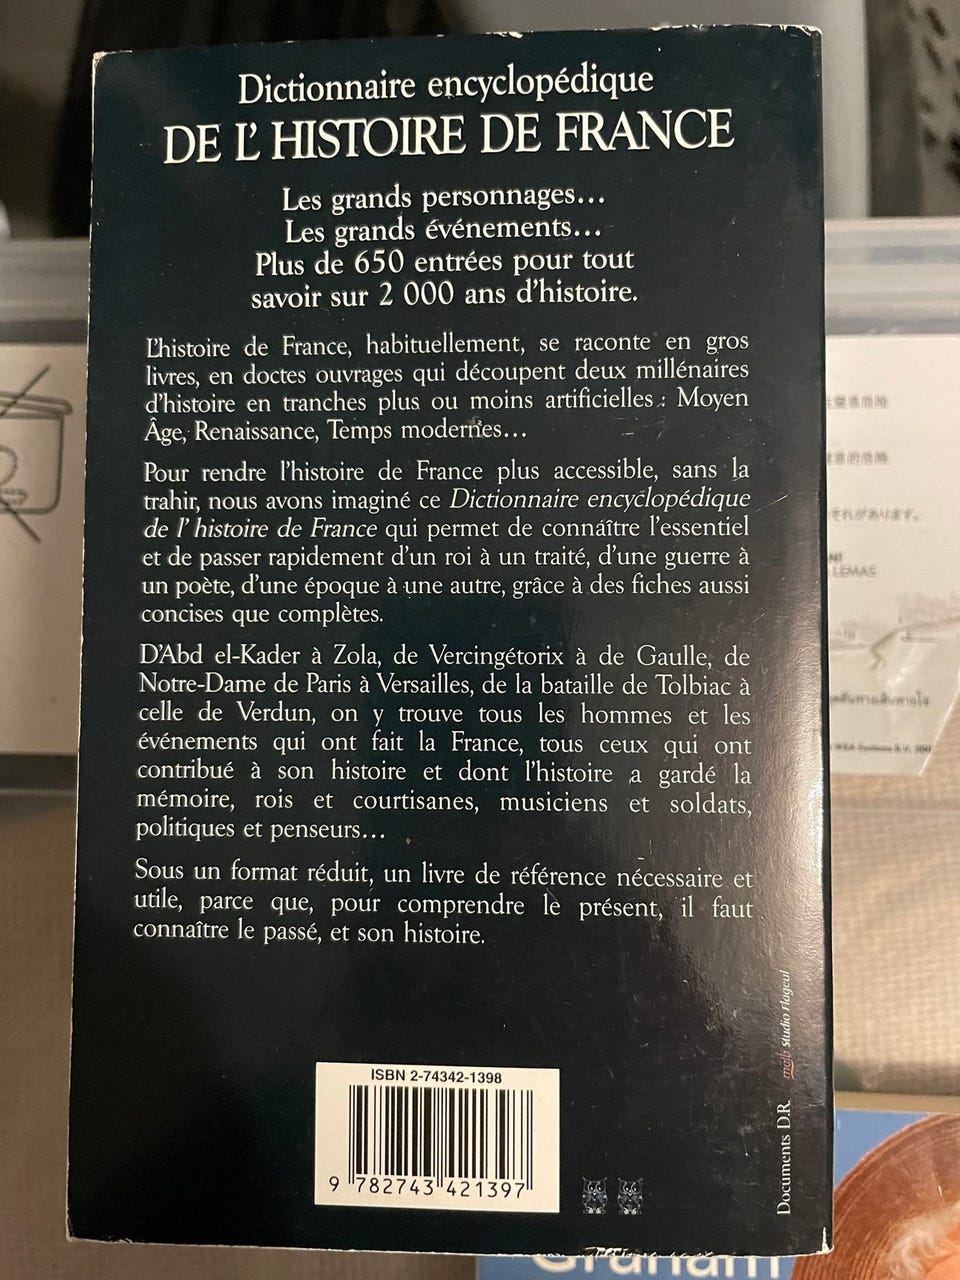 Dictionnaire encyclopédique
DE L' HISTOIRE DE FRANCE
Les grands personnages...
Les grands événements...
Plus de 650 entrées pour tout
savoir sur 2 000 ans d'histoire.
L'histoire de France, habituellement, se raconte en gros
livres, en doctes ouvrages qui découpent deux millénaires
d'histoire en tranches plus ou moins artificielles : Moyen
Âge, Renaissance, Temps modernes...
Pour rendre l'histoire de France plus accessible, sans la
trahir, nous avons imaginé ce Dictionnaire encyclopédique
de l' histoire de France qui permet de connaître l'essentiel
et de passer rapidement d'un roi à un traité, d'une guerre à
un poète, d'une époque à une autre, grâce à des fiches aussi
concises que complètes.
D'Abd el-Kader à Zola, de Vercingétorix à de Gaulle, de
Notre-Dame de Paris à Versailles, de la bataille de Tolbiac à
celle de Verdun, on y trouve tous les hommes et les
événements qui ont fait la France, tous ceux qui ont
contribué à son histoire et dont l'histoire a gardé la
mémoire, rois et courtisanes, musiciens et soldats,
politiques et penseurs...
Sous un format réduit, un livre de référence nécessaire et
utile, parce que, pour comprendre le présent, il faut
connaître le passé, et son histoire.
Documents D.R. studio Flageul
ISBN 2-74342-1398
9 782743 421397
LEMAS
Graham